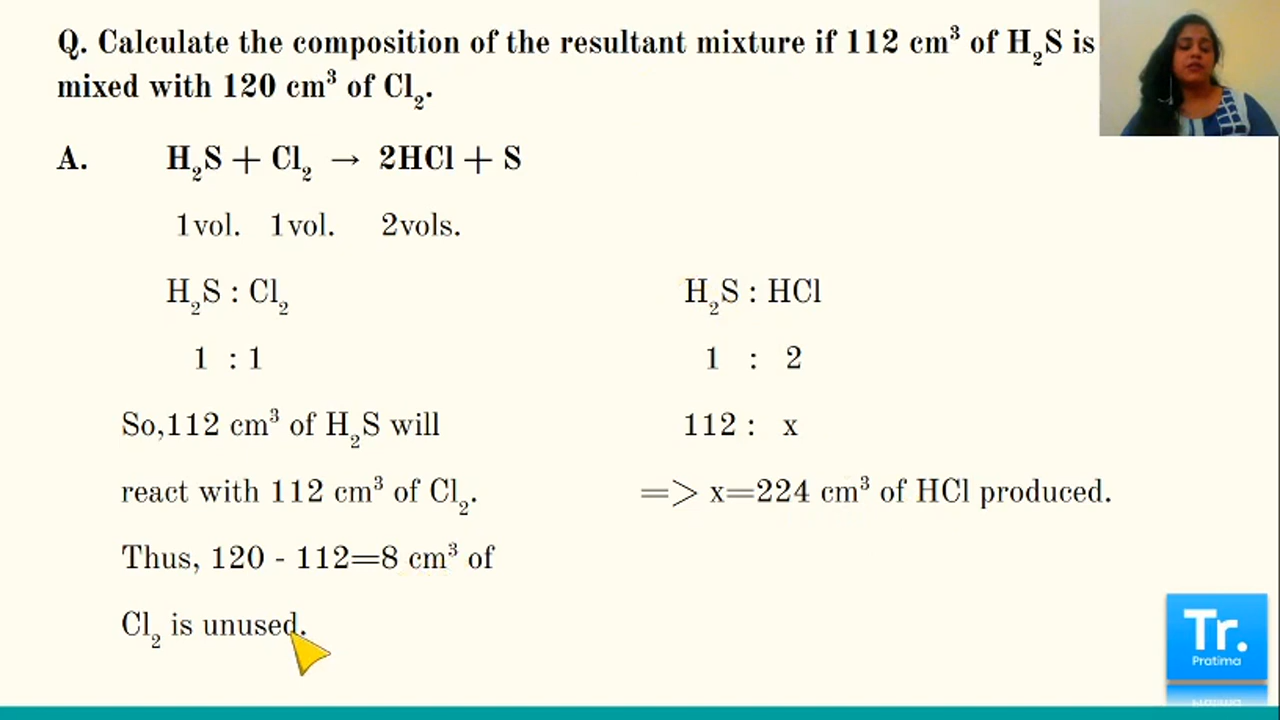 Q. Calculate the composition of the resultant mixture if 112 cm³ of H₂S is
mixed with 120 cm³ of Cl₂.
A. H₂S + Cl₂ → 2HCl + S
1vol. 1vol. 2vols.
H₂S : Cl₂
1 : 1
So,112 cm³ of H₂S will
react with 112 cm³ of Cl₂.
Thus, 120 - 112=8 cm³ of
Cl₂ is unused.
H₂S : HCl
1 : 2
112 : x
=> x=224 cm³ of HCl produced.
Tr.
Pratima